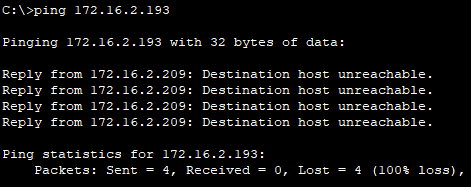 C:\>ping 172.16.2.193
Pinging 172.16.2.193 with 32 bytes of data:
Reply from 172.16.2.209: Destination host unreachable.
Reply from 172.16.2.209: Destination host unreachable.
Reply from 172.16.2.209: Destination host unreachable.
Reply from 172.16.2.209: Destination host unreachable.
Ping statistics for 172.16.2.193:
    Packets: Sent = 4, Received = 0, Lost = 4 (100% loss),